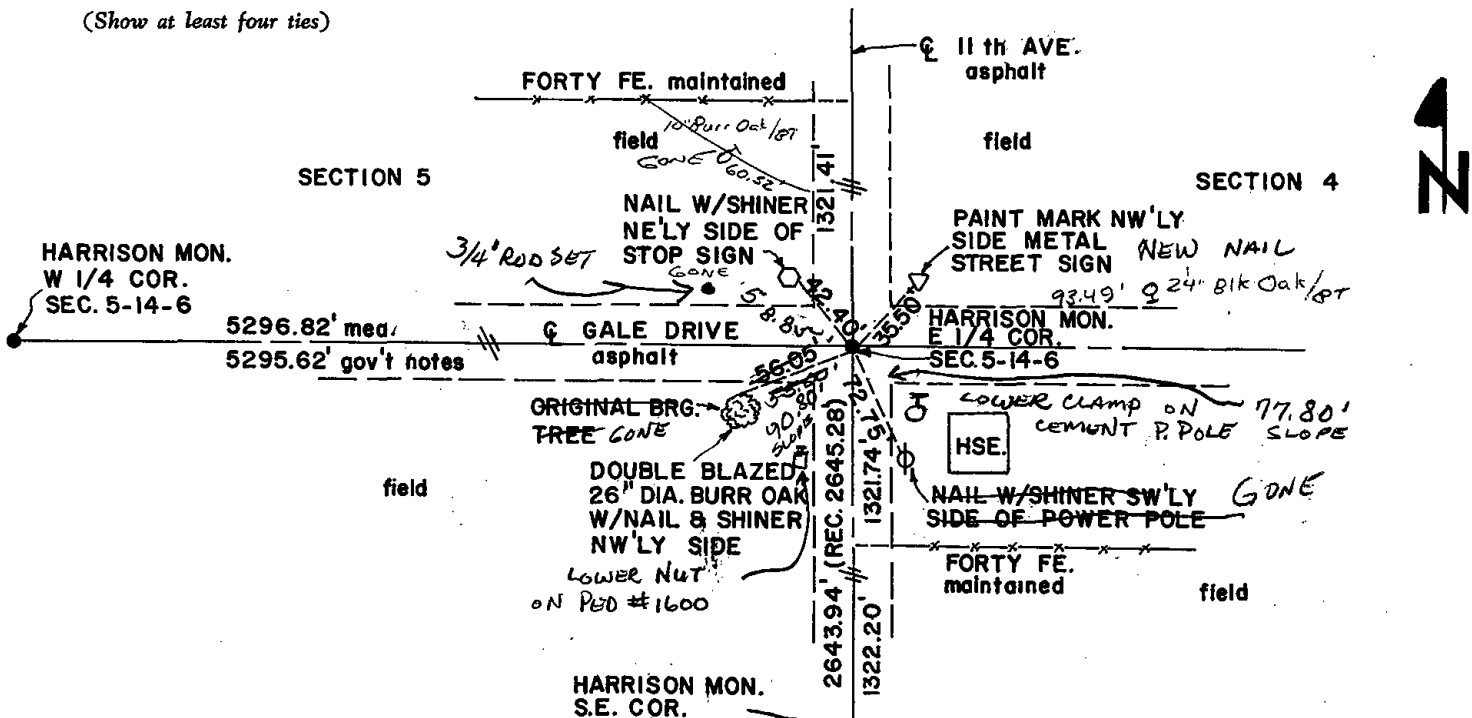 (Show at least four ties)
℄ 11 th AVE.
asphalt
FORTY FE. maintained
field
10" Burr Oak/BT
GONE
60.52'
1321.41'
field
SECTION 5
SECTION 4
N
NAIL W/SHINER
NE'LY SIDE OF
STOP SIGN
PAINT MARK NW'LY
SIDE METAL
STREET SIGN
NEW NAIL
24" Blk Oak/BT
93.49'
HARRISON MON.
W 1/4 COR.
SEC. 5-14-6
3/4" ROD SET
GONE
58.85'
42.40'
35.50'
HARRISON MON.
E 1/4 COR.
SEC. 5-14-6
5296.82' mea.
5295.62' gov't notes
℄ GALE DRIVE
asphalt
56.05'
90.80'
SLOPE
72.75'
ORIGINAL BRG.
TREE GONE
LOWER CLAMP ON
CEMENT P. POLE
77.80'
SLOPE
HSE.
field
DOUBLE BLAZED
26" DIA. BURR OAK
W/NAIL & SHINER
NW'LY SIDE
LOWER NUT
ON PED #1600
NAIL W/SHINER SW'LY
SIDE OF POWER POLE
GONE
2643.94' (REC. 2645.28)
1321.74'
1322.20'
FORTY FE.
maintained
field
HARRISON MON.
S.E. COR.